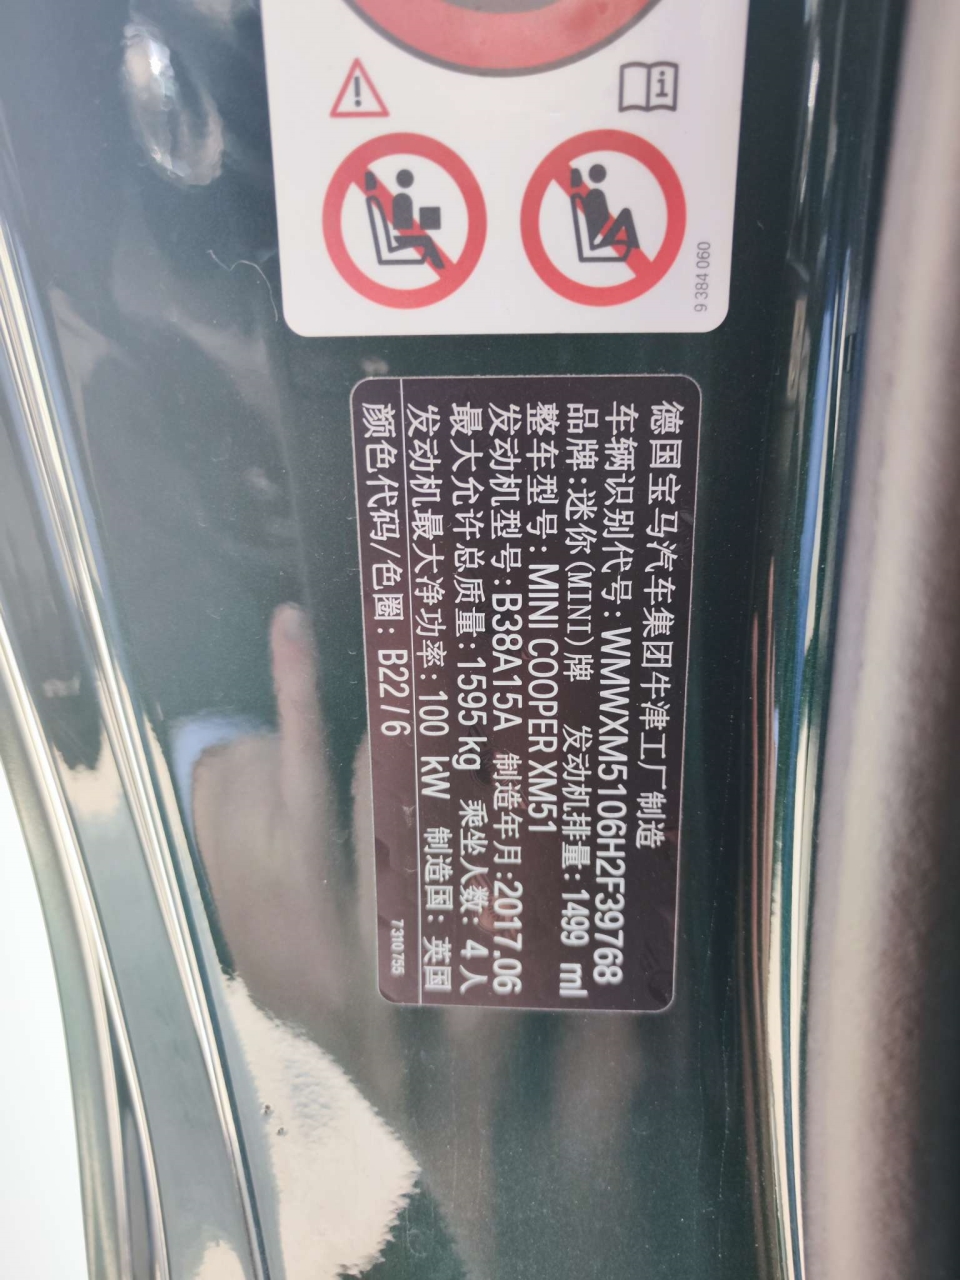 9 384 060
德国宝马汽车集团牛津工厂制造
车辆识别代号: WMWXM5106H2F39768
品牌:迷你(MINI)牌 发动机排量: 1499 ml
整车型号: MINI COOPER XM51
发动机型号: B38A15A 制造年月:2017.06
最大允许总质量:1595 kg 乘坐人数: 4人
发动机最大净功率:100 kW 制造国: 英国
颜色代码/色圈: B22/6
7310755